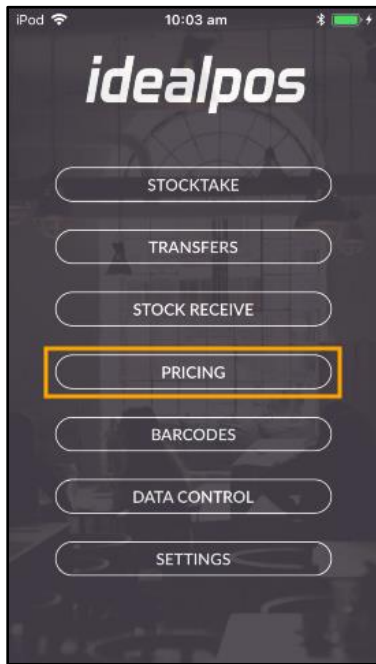 iPod 10:03 am
idealpos
STOCKTAKE
TRANSFERS
STOCK RECEIVE
PRICING
BARCODES
DATA CONTROL
SETTINGS